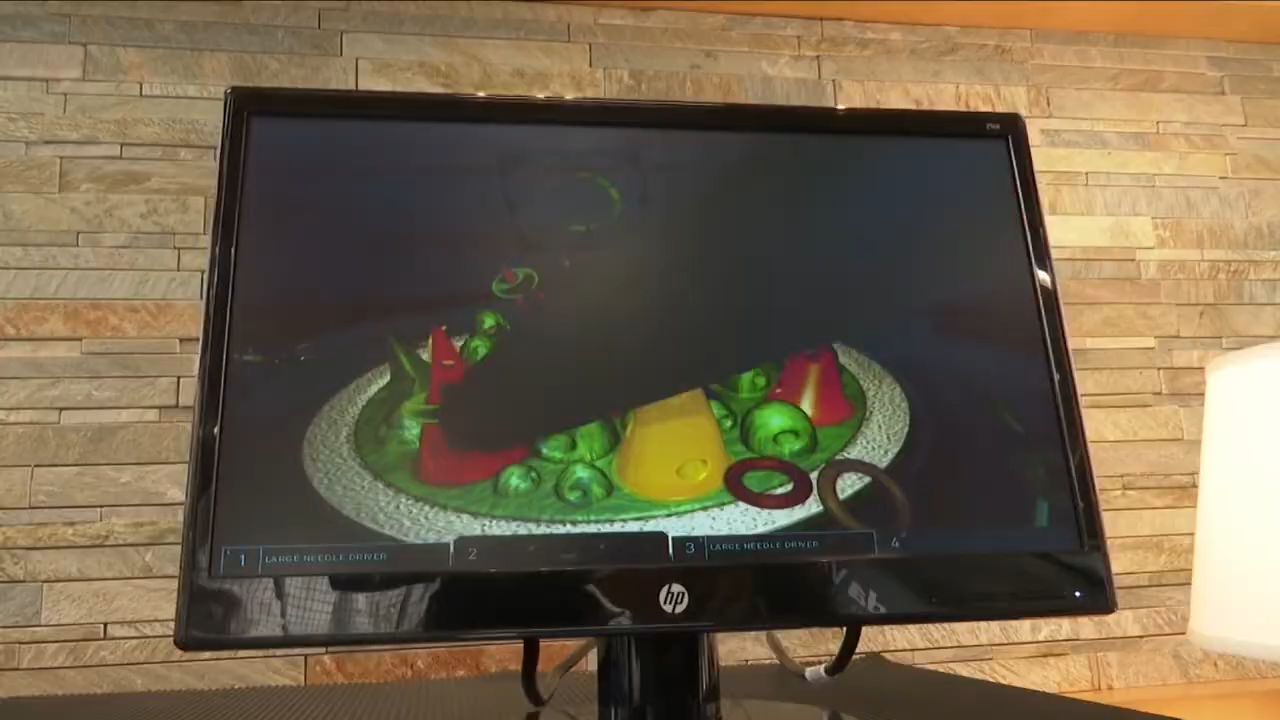 1 LARGE NEEDLE DRIVER
2
3 LARGE NEEDLE DRIVER
4
hp